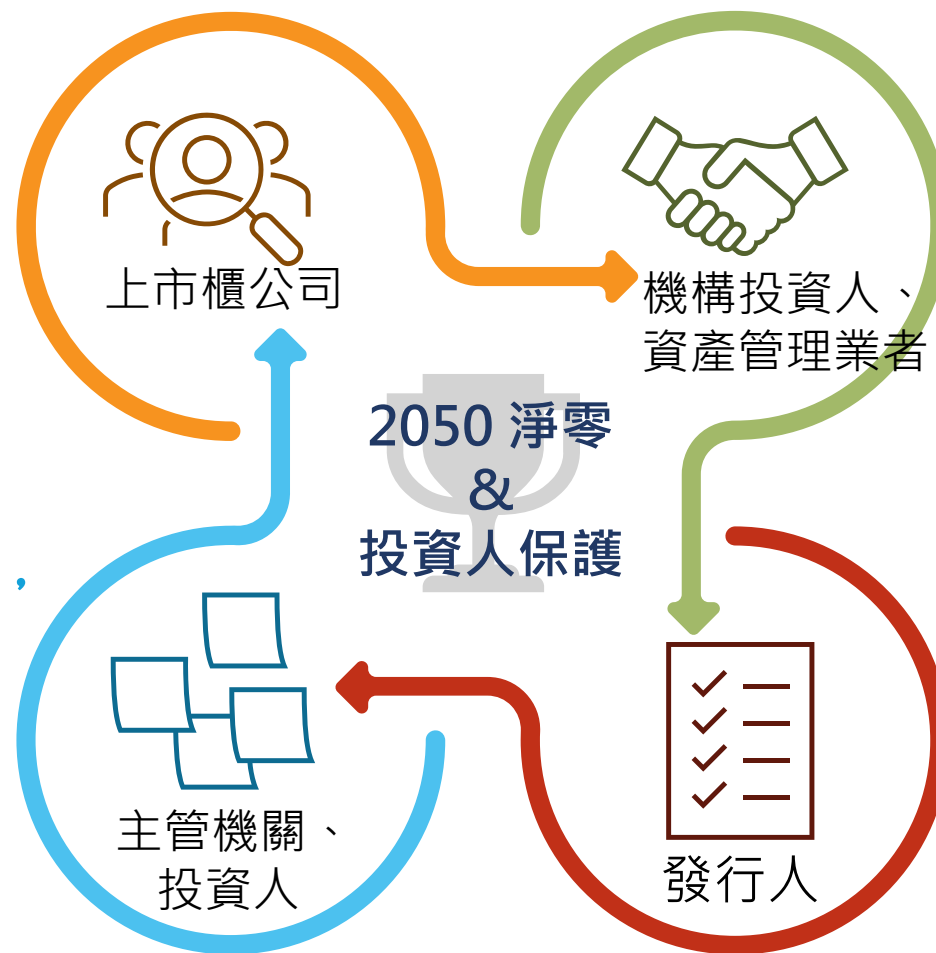 上市櫃公司
機構投資人、
資產管理業者
2050 淨零
&
投資人保護
,
主管機關、
投資人
發行人